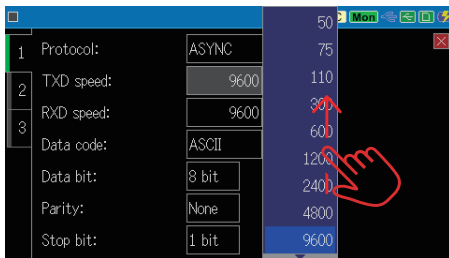 Mon
1
2
3
Protocol: ASYNC
TXD speed: 9600
RXD speed: 9600
Data code: ASCII
Data bit: 8 bit
Parity: None
Stop bit: 1 bit
50
75
110
300
600
1200
2400
4800
9600